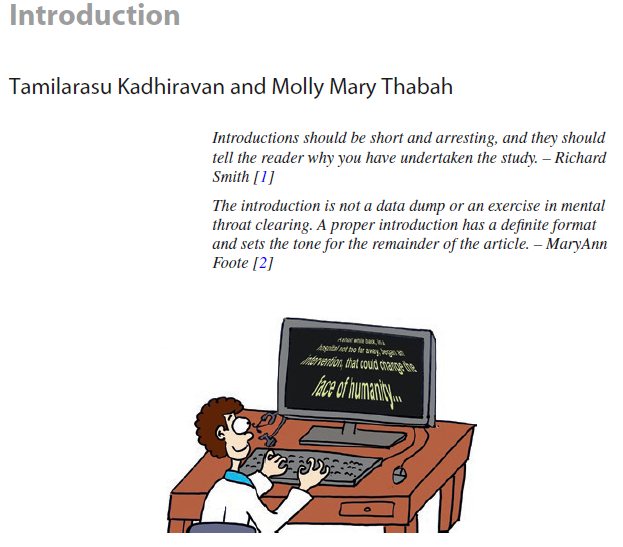 Introduction
Tamilarasu Kadhiravan and Molly Mary Thabah
Introductions should be short and arresting, and they should
tell the reader why you have undertaken the study. – Richard
Smith [1]
The introduction is not a data dump or an exercise in mental
throat clearing. A proper introduction has a definite format
and sets the tone for the remainder of the article. – MaryAnn
Foote [2]
while back, in a
hospital not too far away, began an
intervention, that could change the
face of humanity...